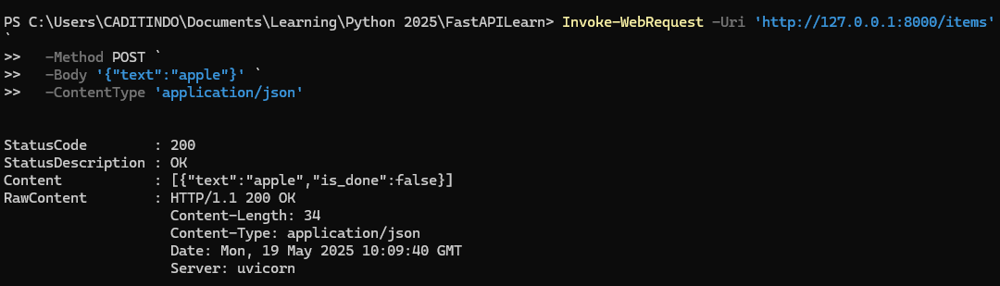 PS C:\Users\CADITINDO\Documents\Learning\Python 2025\FastAPILearn> Invoke-WebRequest -Uri 'http://127.0.0.1:8000/items'
`
>>   -Method POST `
>>   -Body '{"text":"apple"}' `
>>   -ContentType 'application/json'
StatusCode        : 200
StatusDescription : OK
Content           : [{"text":"apple","is_done":false}]
RawContent        : HTTP/1.1 200 OK
                    Content-Length: 34
                    Content-Type: application/json
                    Date: Mon, 19 May 2025 10:09:40 GMT
                    Server: uvicorn